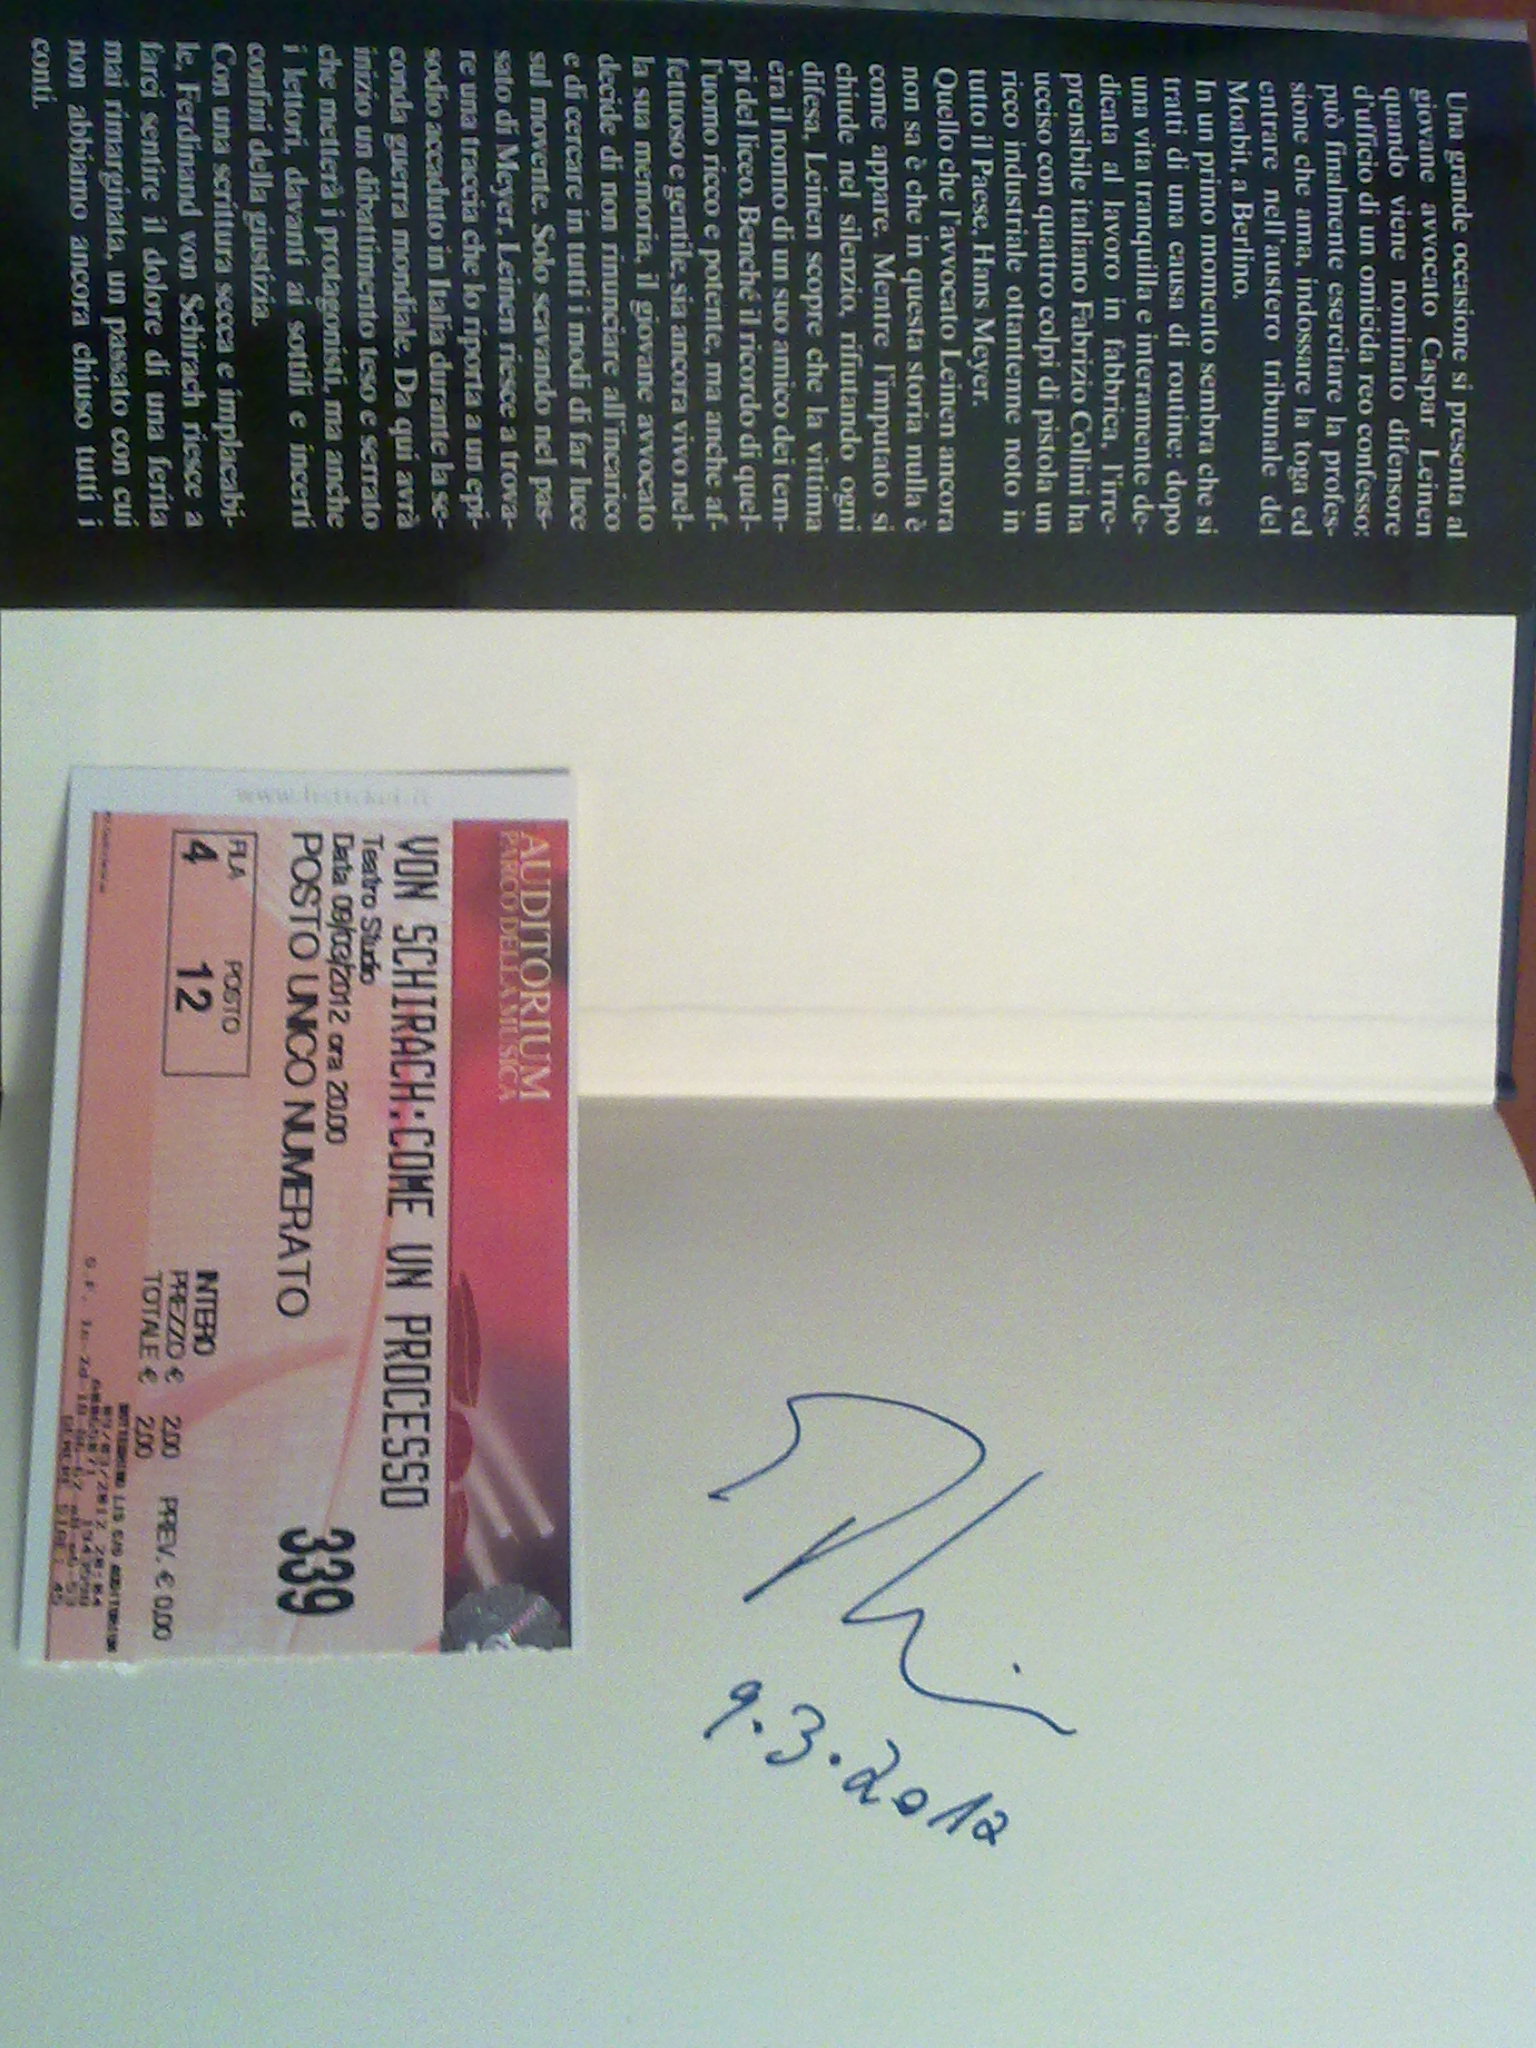 Una grande occasione si presenta al
giovane avvocato Caspar Leinen
quando viene nominato difensore
d'ufficio di un omicida reo confesso:
può finalmente esercitare la profes-
sione che ama, indossare la toga ed
entrare nell'austero tribunale del
Moabit, a Berlino.
In un primo momento sembra che si
tratti di una causa di routine: dopo
una vita tranquilla e interamente de-
dicata al lavoro in fabbrica, l'irre-
prensibile italiano Fabrizio Collini ha
ucciso con quattro colpi di pistola un
ricco industriale ottantenne noto in
tutto il Paese, Hans Meyer.
Quello che l'avvocato Leinen ancora
non sa è che in questa storia nulla è
come appare. Mentre l'imputato si
chiude nel silenzio, rifiutando ogni
difesa, Leinen scopre che la vittima
era il nonno di un suo amico dei tem-
pi del liceo. Benché il ricordo di quel-
l'uomo ricco e potente, ma anche af-
fettuoso e gentile, sia ancora vivo nel-
la sua memoria, il giovane avvocato
decide di non rinunciare all'incarico
e di cercare in tutti i modi di far luce
sul movente. Solo scavando nel pas-
sato di Meyer, Leinen riesce a trova-
re una traccia che lo riporta a un epi-
sodio accaduto in Italia durante la se-
conda guerra mondiale. Da qui avrà
inizio un dibattimento teso e serrato
che metterà i protagonisti, ma anche
i lettori, davanti ai sottili e incerti
confini della giustizia.
Con una scrittura secca e implacabi-
le, Ferdinand von Schirach riesce a
farci sentire il dolore di una ferita
mai rimarginata, un passato con cui
non abbiamo ancora chiuso tutti i
conti.
AUDITORIUM
PARCO DELLA MUSICA
VON SCHIRACH:COME UN PROCESSO
Teatro Studio
Data 09/03/2012 ora 20.00
POSTO UNICO NUMERATO
339
FILA POSTO
4 12
INTERO
PREZZO € 2.00 PREV. € 0.00
TOTALE € 2.00
9.3.2012